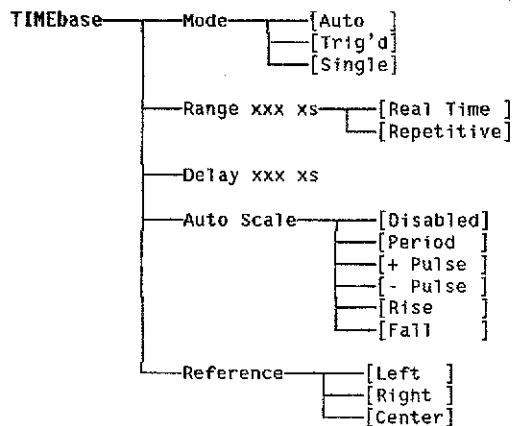 TIMEbase Mode [Auto ]
[Trig'd]
[Single]
Range xxx xs [Real Time ]
[Repetitive]
Delay xxx xs
Auto Scale [Disabled]
[Period ]
[+ Pulse ]
[- Pulse ]
[Rise ]
[Fall ]
Reference [Left ]
[Right ]
[Center]